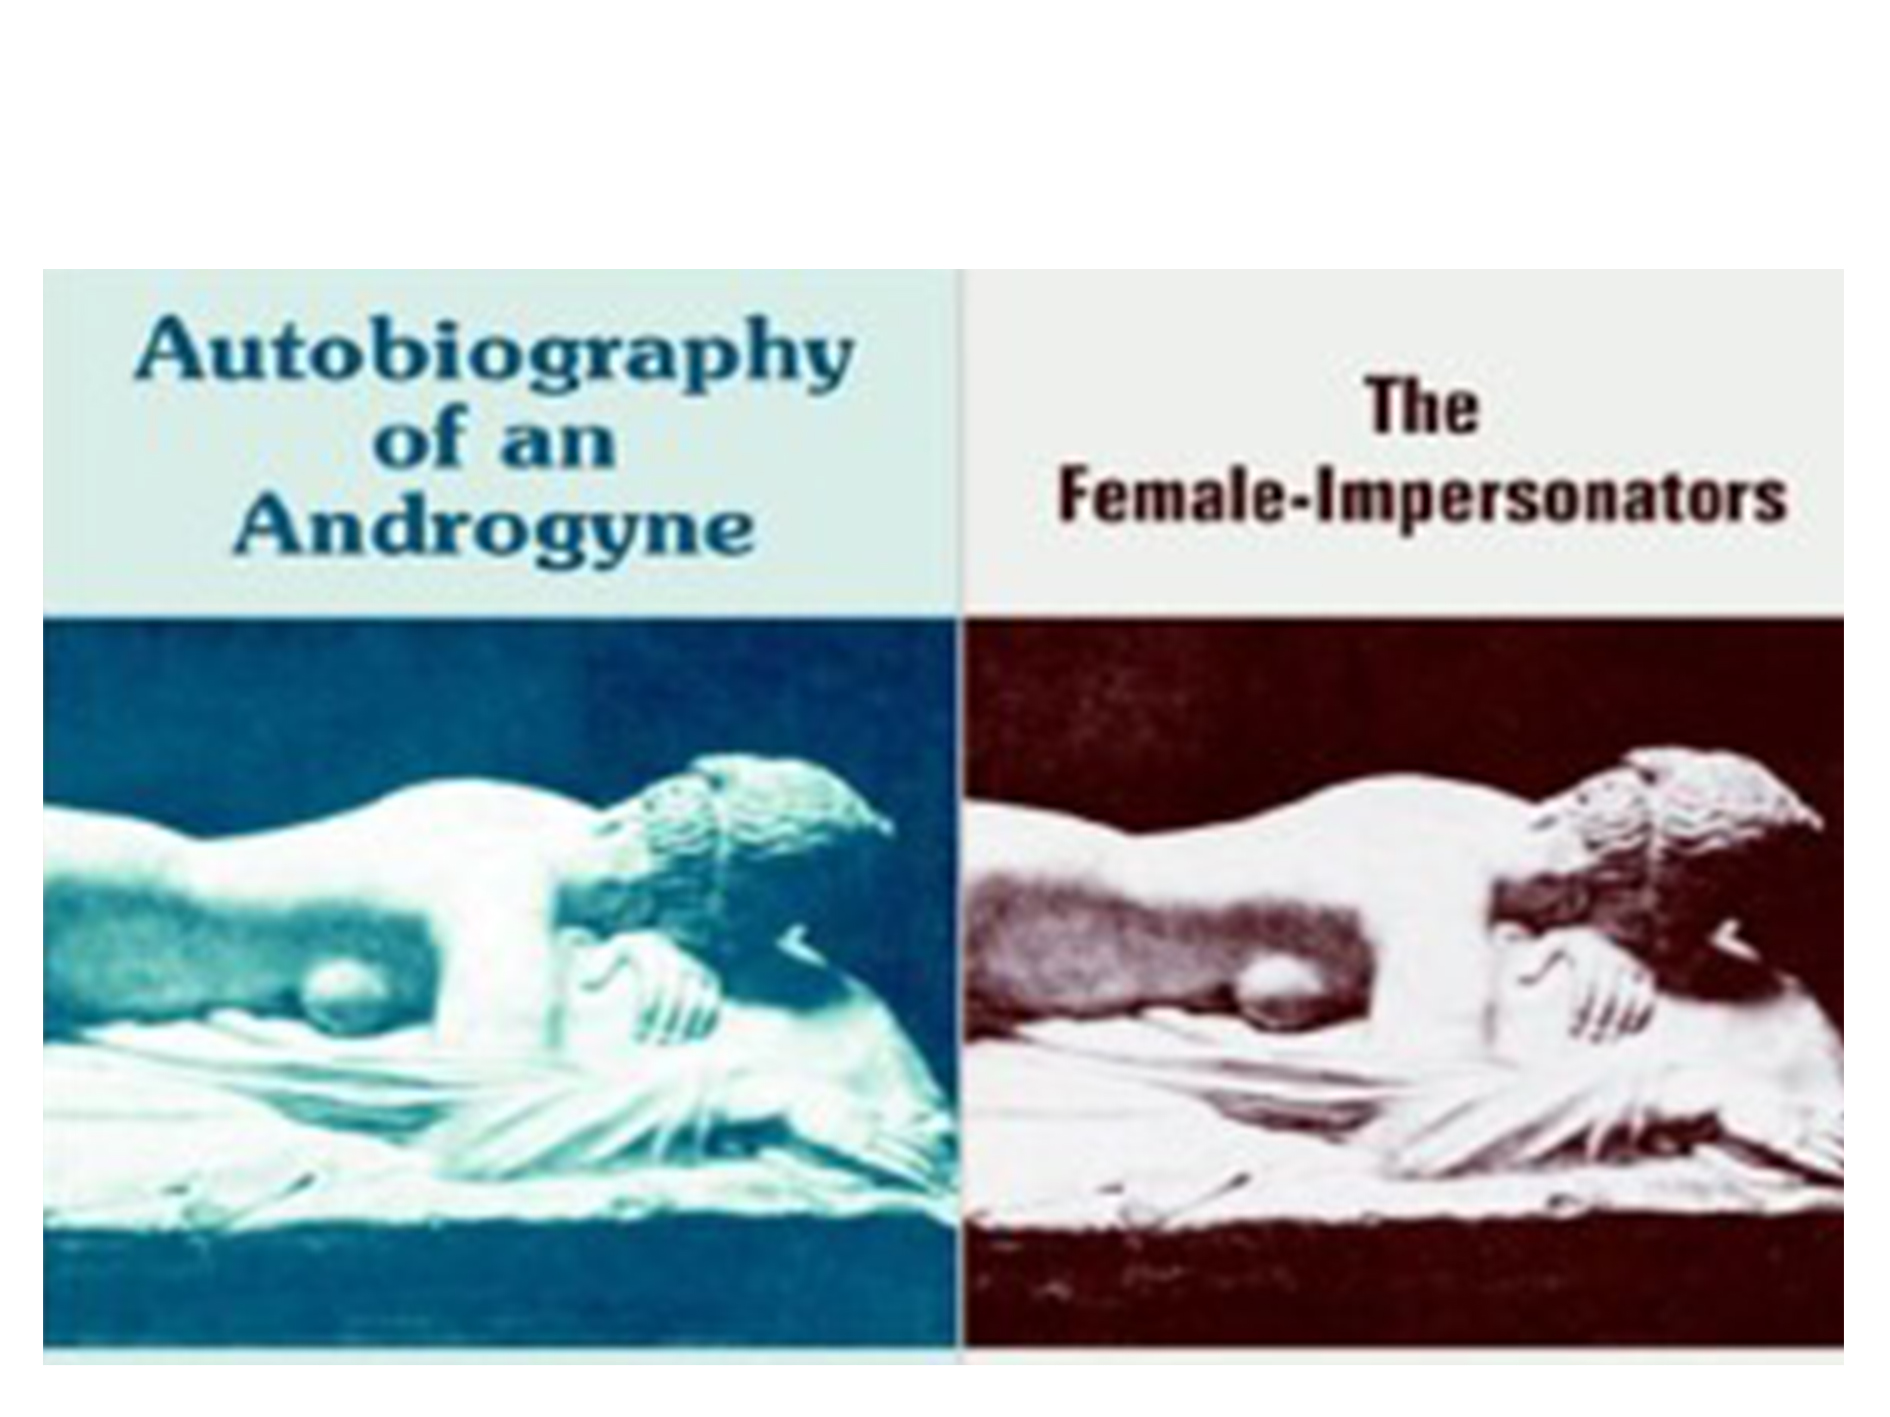 Autobiography
of an
Androgyne
The
Female-Impersonators